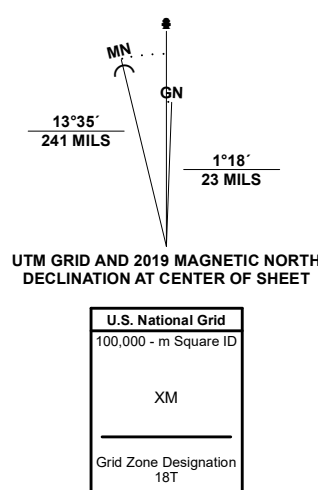 MN
GN
13°35´
241 MILS
1°18´
23 MILS
UTM GRID AND 2019 MAGNETIC NORTH
DECLINATION AT CENTER OF SHEET
U.S. National Grid
100,000 - m Square ID
XM
Grid Zone Designation
18T